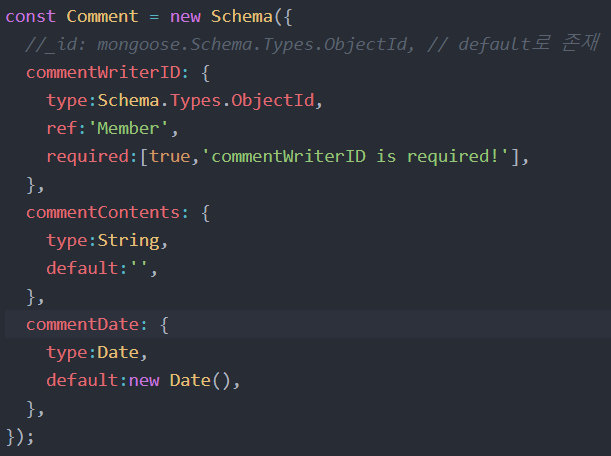 const Comment = new Schema({
  //_id: mongoose.Schema.Types.ObjectId, // default로 존재
  commentWriterID: {
    type:Schema.Types.ObjectId,
    ref:'Member',
    required:[true,'commentWriterID is required!'],
  },
  commentContents: {
    type:String,
    default:'',
  },
  commentDate: {
    type:Date,
    default:new Date(),
  },
});